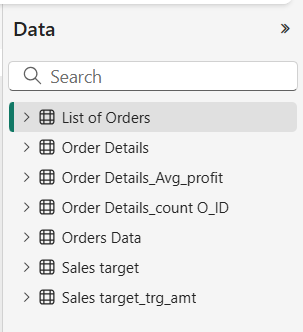 Data
Search
List of Orders
Order Details
Order Details_Avg_profit
Order Details_count O_ID
Orders Data
Sales target
Sales target_trg_amt